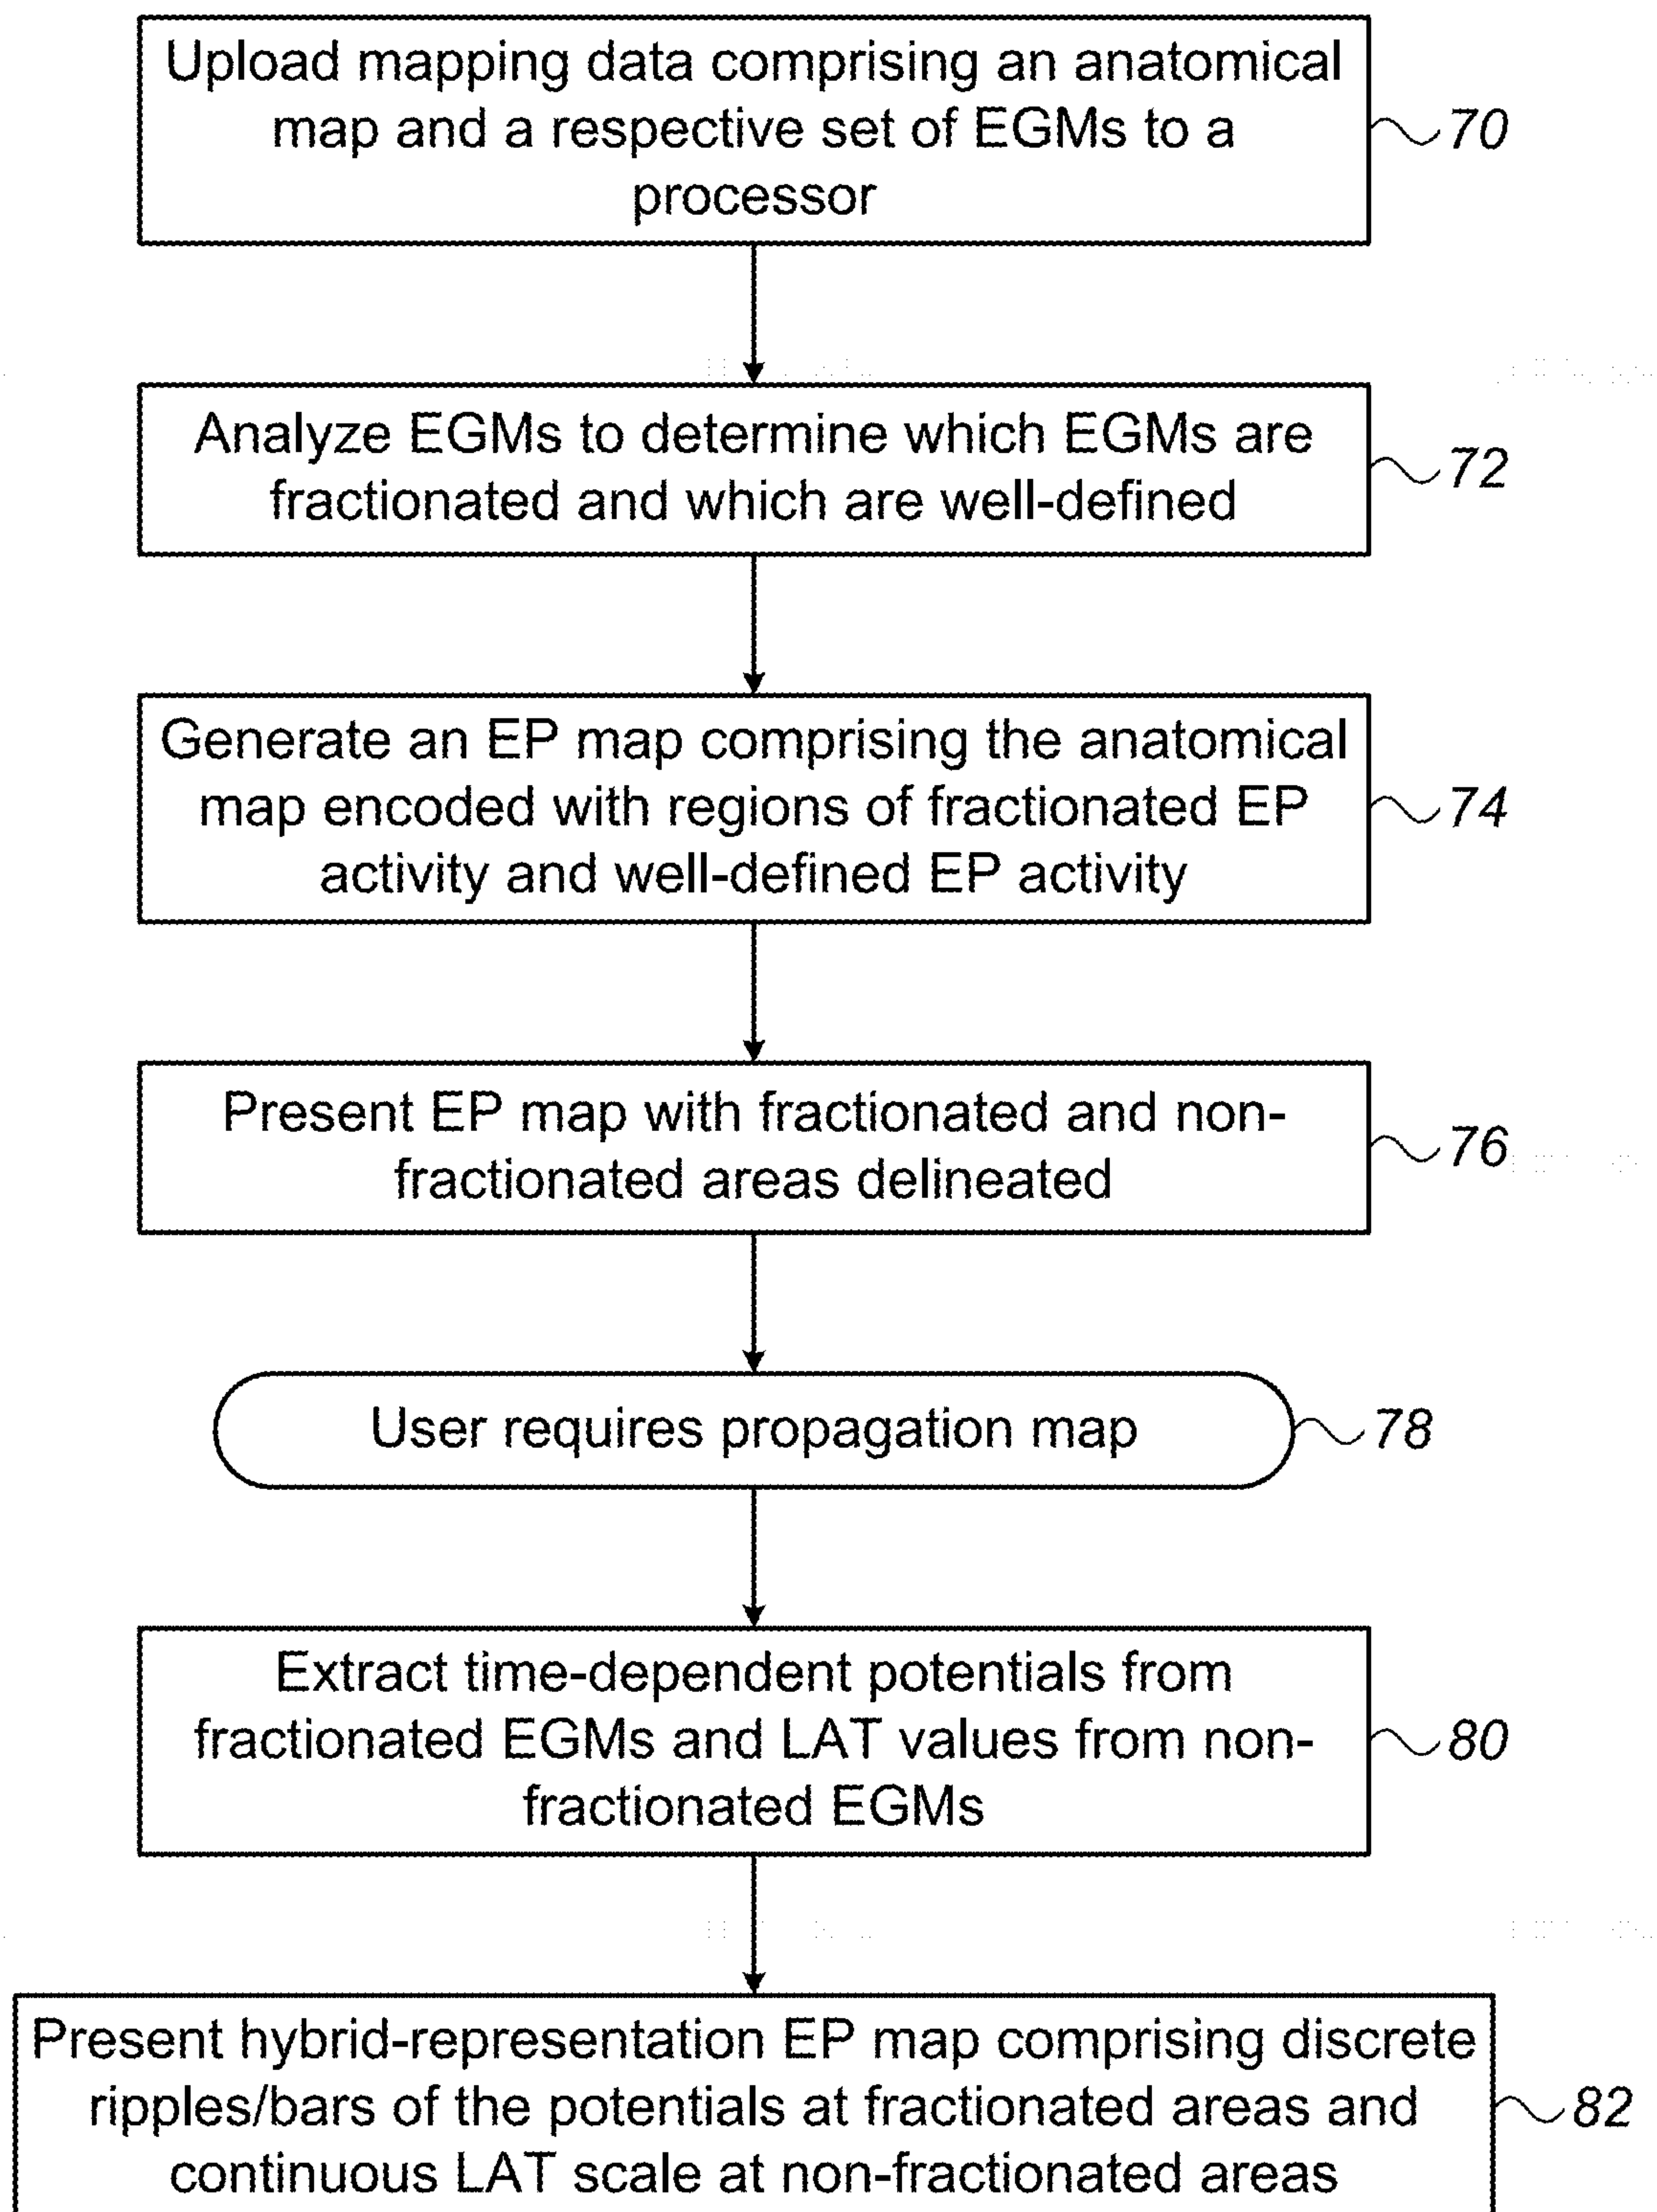 Upload mapping data comprising an anatomical
map and a respective set of EGMs to a
processor
70
Analyze EGMs to determine which EGMs are
fractionated and which are well-defined
72
Generate an EP map comprising the anatomical
map encoded with regions of fractionated EP
activity and well-defined EP activity
74
Present EP map with fractionated and non-
fractionated areas delineated
76
User requires propagation map
78
Extract time-dependent potentials from
fractionated EGMs and LAT values from non-
fractionated EGMs
80
Present hybrid-representation EP map comprising discrete
ripples/bars of the potentials at fractionated areas and
continuous LAT scale at non-fractionated areas
82